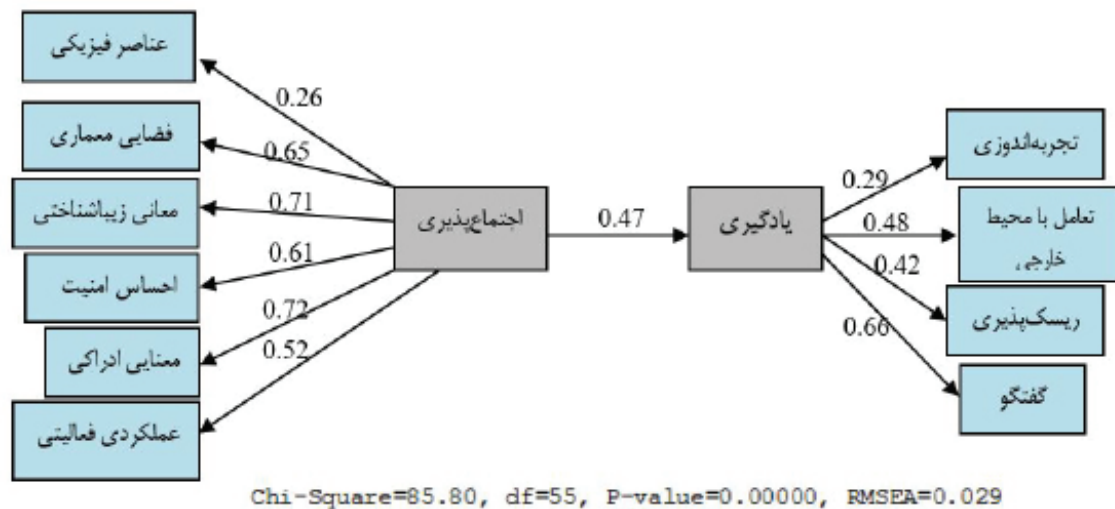 عناصر فیزیکی
0.26
فضایی معماری
0.65
معانی زیباشناختی
0.71
احساس امنیت
0.61
معنایی ادراکی
0.72
عملکردی فعالیتی
0.52
اجتماع‌پذیری
0.47
یادگیری
0.29
تجربه‌اندوزی
0.48
تعامل با محیط
خارجی
0.42
ریسک‌پذیری
0.66
گفتگو
Chi-Square=85.80, df=55, P-value=0.00000, RMSEA=0.029